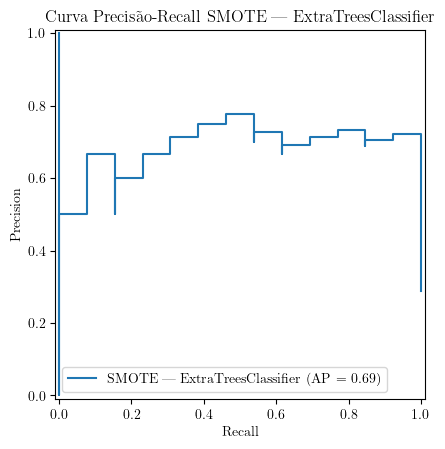 Curva Precisão-Recall SMOTE — ExtraTreesClassifier
1.0
0.8
0.6
0.4
0.2
0.0
Precision
SMOTE — ExtraTreesClassifier (AP = 0.69)
0.0 0.2 0.4 0.6 0.8 1.0
Recall